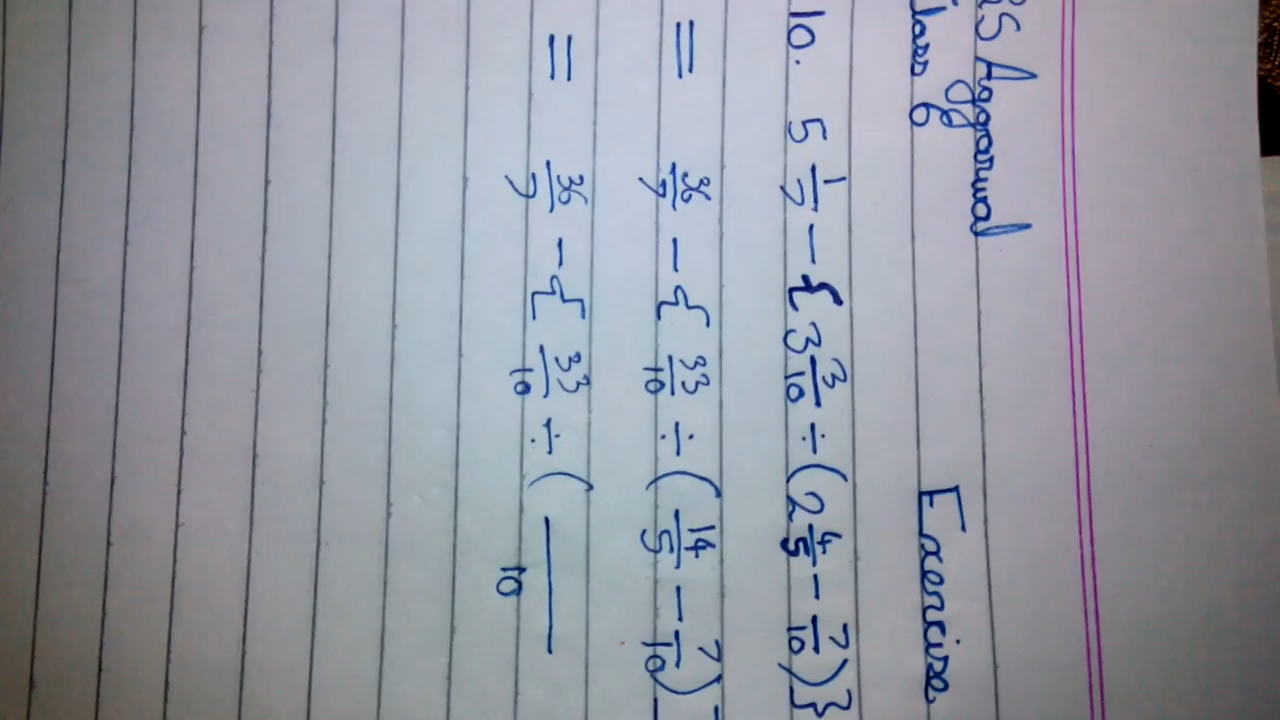 RS Aggarwal
Class 6 Exercise
10. 5 1/7 - { 3 3/10 ÷ ( 2 4/5 - 7/10 ) }
= 36/7 - { 33/10 ÷ ( 14/5 - 7/10 )
= 36/7 - { 33/10 ÷ ( ___/10